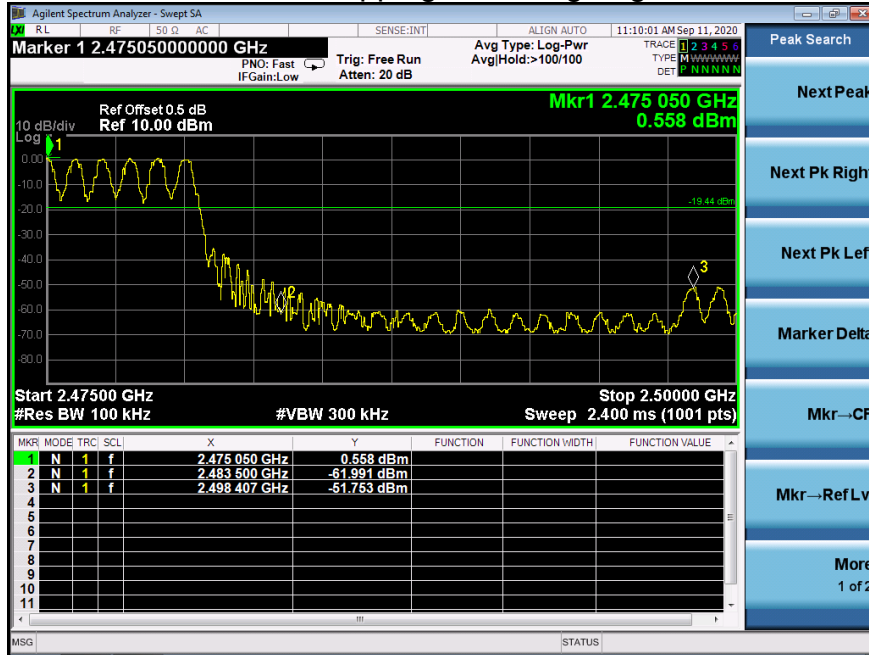 Agilent Spectrum Analyzer - Swept SA
LXI RL RF 50 Ω AC SENSE:INT ALIGN AUTO 11:10:01 AM Sep 11, 2020
Marker 1 2.475050000000 GHz
PNO: Fast
IFGain:Low
Trig: Free Run
Atten: 20 dB
Avg Type: Log-Pwr
Avg|Hold:>100/100
TRACE 1 2 3 4 5 6
TYPE M WWWWW
DET P N N N N N
Peak Search
Next Peak
Next Pk Righ
Next Pk Lef
Marker Delta
Mkr→CF
Mkr→Ref Lv
More
1 of 2
Ref Offset 0.5 dB
10 dB/div Ref 10.00 dBm
Log
Mkr1 2.475 050 GHz
0.558 dBm
1
0.00
-10.0
-20.0
-19.44 dBm
-30.0
-40.0
3
-50.0
2
-60.0
-70.0
-80.0
Start 2.47500 GHz Stop 2.50000 GHz
#Res BW 100 kHz #VBW 300 kHz Sweep 2.400 ms (1001 pts)
MKR MODE TRC SCL X Y FUNCTION FUNCTION WIDTH FUNCTION VALUE
1 N 1 f 2.475 050 GHz 0.558 dBm
2 N 1 f 2.483 500 GHz -61.991 dBm
3 N 1 f 2.498 407 GHz -51.753 dBm
4
5
6
7
8
9
10
11
MSG STATUS